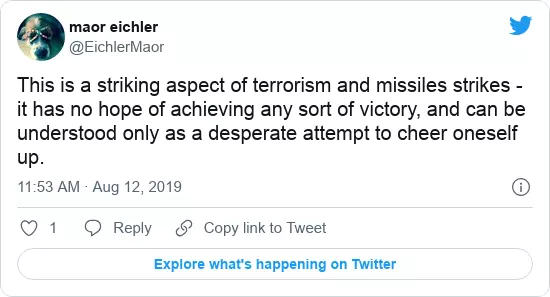 maor eichler
@EichlerMaor
This is a striking aspect of terrorism and missiles strikes -
it has no hope of achieving any sort of victory, and can be
understood only as a desperate attempt to cheer oneself
up.
11:53 AM · Aug 12, 2019
1 Reply Copy link to Tweet
Explore what's happening on Twitter